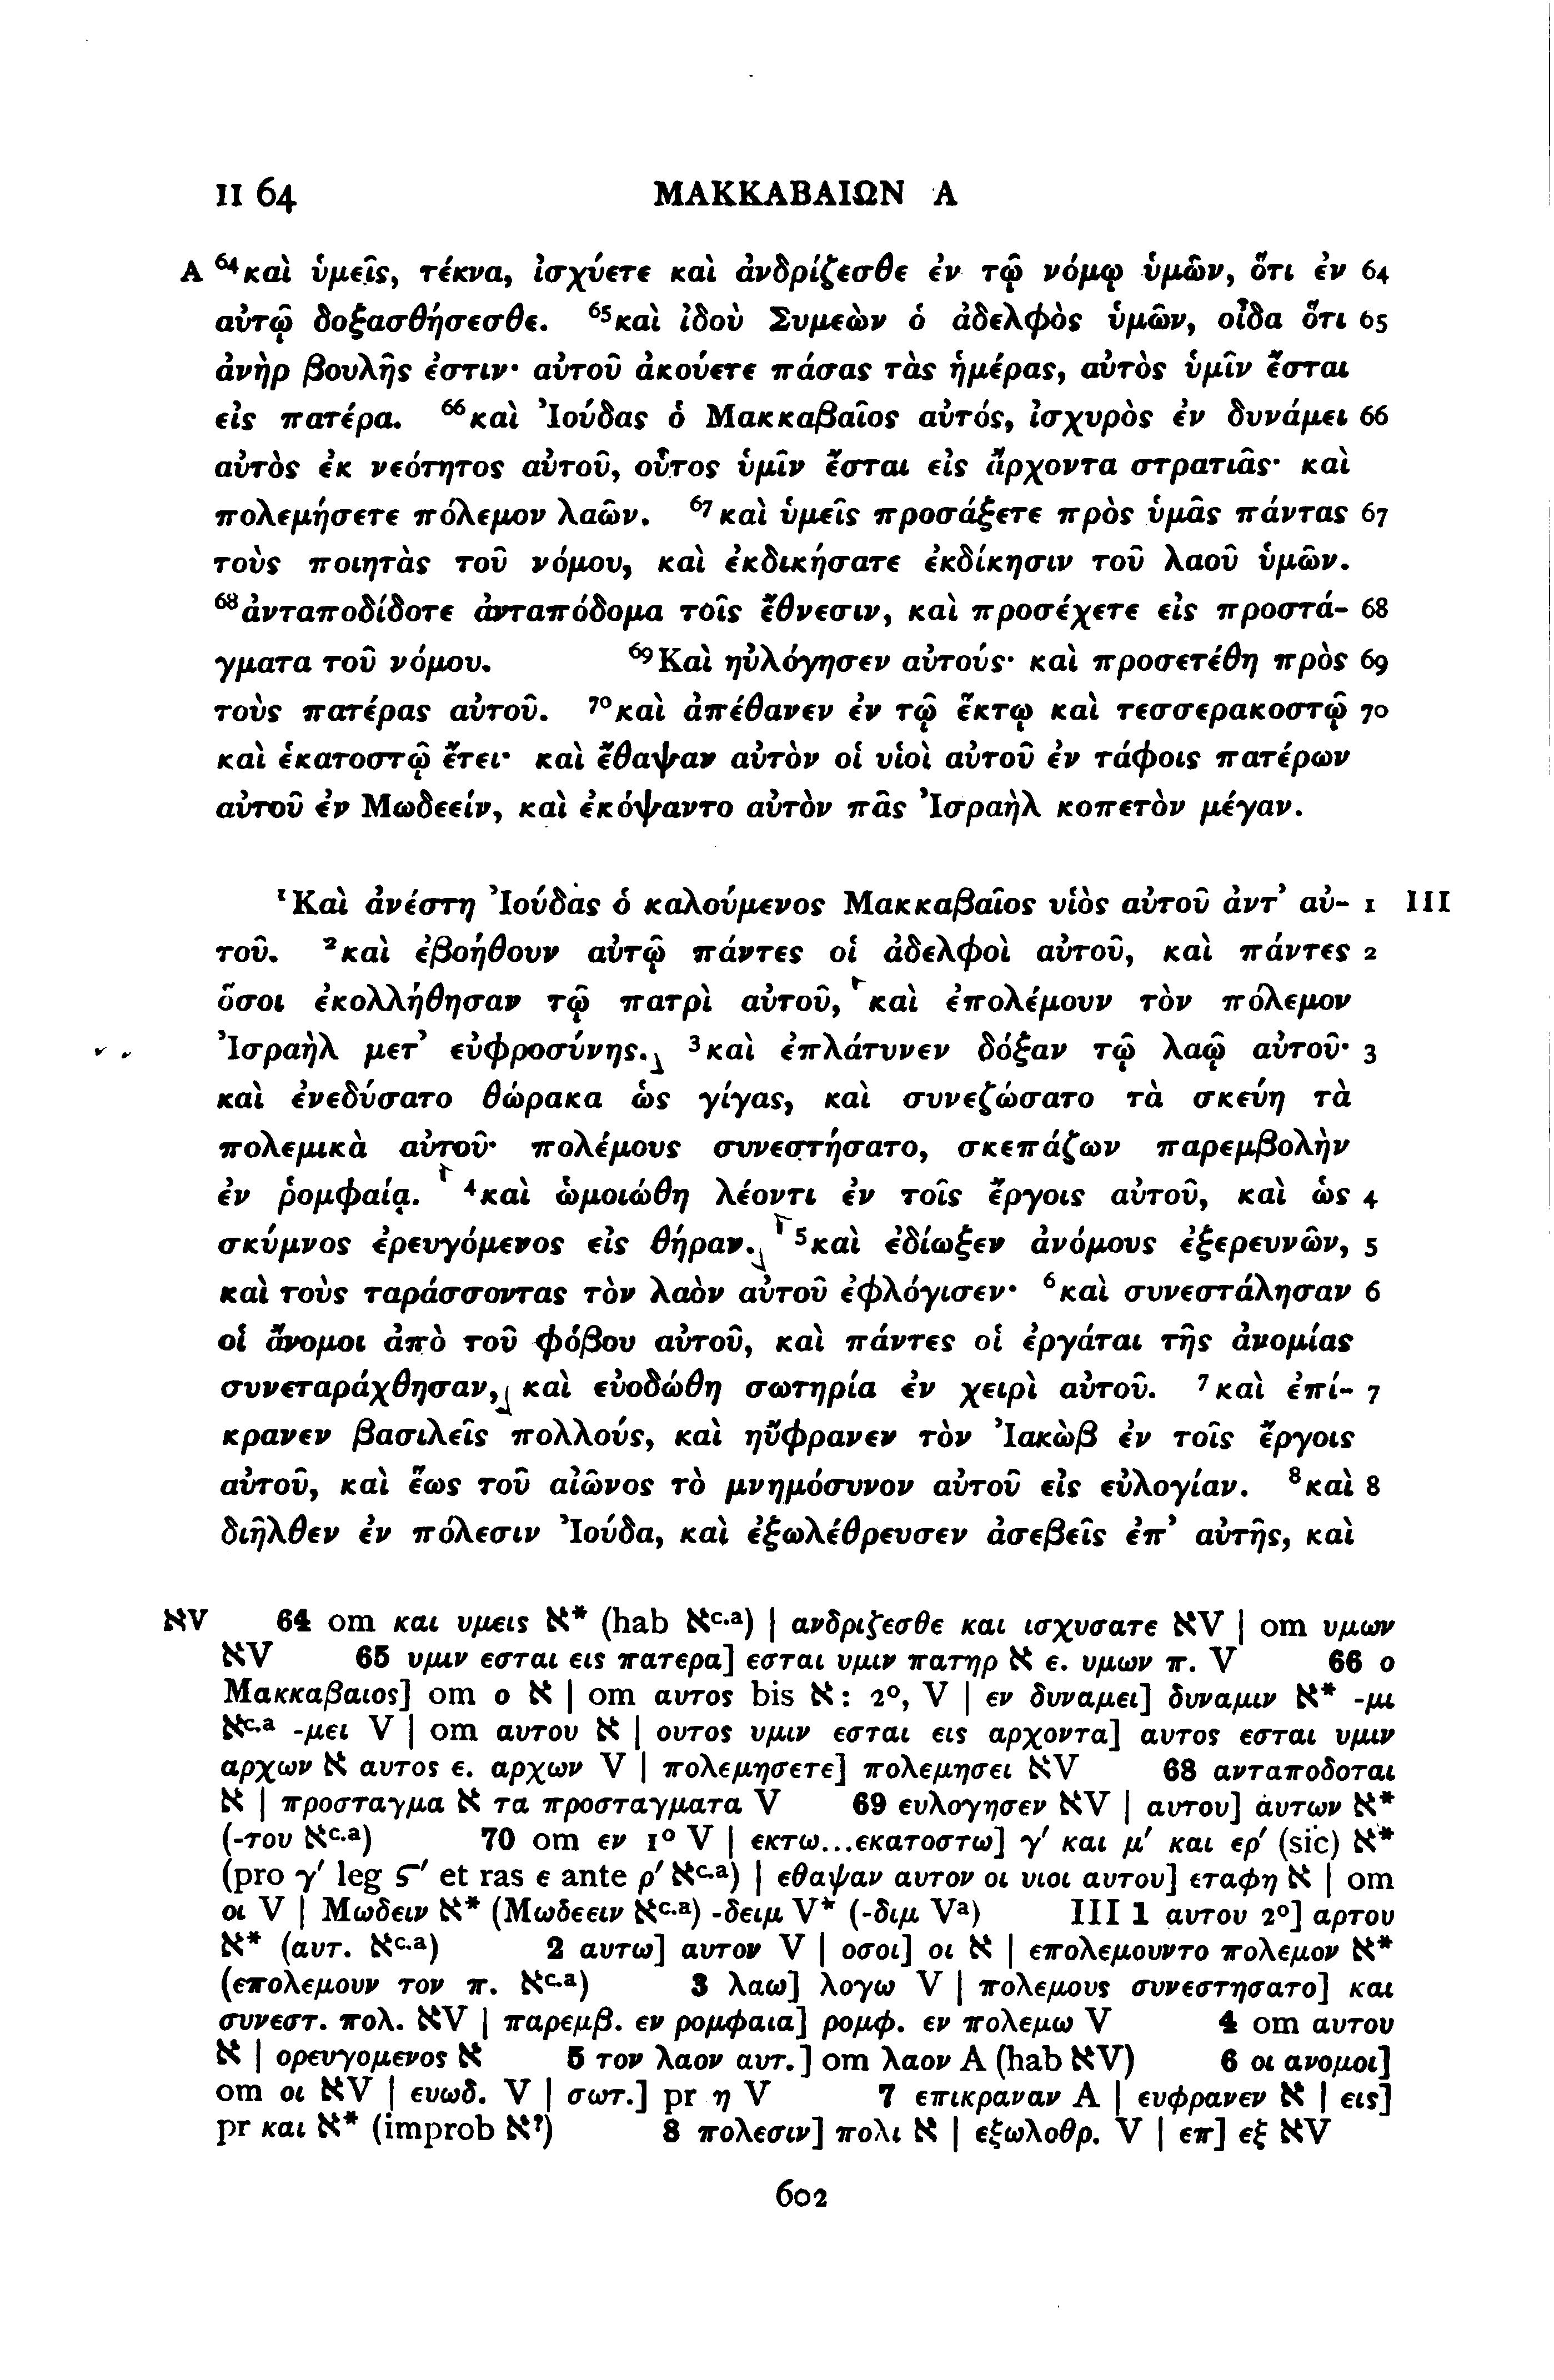 II 64 ΜΑΚΚΑΒΑΙΩΝ Α
A 64 καὶ ὑμεῖς, τέκνα, ἰσχύετε καὶ ἀνδρίζεσθε ἐν τῷ νόμῳ ὑμῶν, ὅτι ἐν 64
αὐτῷ δοξασθήσεσθε. 65 καὶ ἰδοὺ Συμεὼν ὁ ἀδελφὸς ὑμῶν, οἶδα ὅτι 65
ἀνὴρ βουλῆς ἐστιν· αὐτοῦ ἀκούετε πάσας τὰς ἡμέρας, αὐτὸς ὑμῖν ἔσται
εἰς πατέρα. 66 καὶ Ἰούδας ὁ Μακκαβαῖος αὐτός, ἰσχυρὸς ἐν δυνάμει 66
αὐτὸς ἐκ νεότητος αὐτοῦ, οὗτος ὑμῖν ἔσται εἰς ἄρχοντα στρατιᾶς· καὶ
πολεμήσετε πόλεμον λαῶν. 67 καὶ ὑμεῖς προσάξετε πρὸς ὑμᾶς πάντας 67
τοὺς ποιητὰς τοῦ νόμου, καὶ ἐκδικήσατε ἐκδίκησιν τοῦ λαοῦ ὑμῶν.
68 ἀνταποδίδοτε ἀνταπόδομα τοῖς ἔθνεσιν, καὶ προσέχετε εἰς προστά- 68
γματα τοῦ νόμου. 69 Καὶ ηὐλόγησεν αὐτούς· καὶ προσετέθη πρὸς 69
τοὺς πατέρας αὐτοῦ. 70 καὶ ἀπέθανεν ἐν τῷ ἕκτῳ καὶ τεσσερακοστῷ 70
καὶ ἑκατοστῷ ἔτει· καὶ ἔθαψαν αὐτὸν οἱ υἱοὶ αὐτοῦ ἐν τάφοις πατέρων
αὐτοῦ ἐν Μωδεείν, καὶ ἐκόψαντο αὐτὸν πᾶς Ἰσραὴλ κοπετὸν μέγαν.
1 Καὶ ἀνέστη Ἰούδας ὁ καλούμενος Μακκαβαῖος υἱὸς αὐτοῦ ἀντ’ αὐ- 1 III
τοῦ. 2 καὶ ἐβοήθουν αὐτῷ πάντες οἱ ἀδελφοὶ αὐτοῦ, καὶ πάντες 2
ὅσοι ἐκολλήθησαν τῷ πατρὶ αὐτοῦ, καὶ ἐπολέμουν τὸν πόλεμον
Ἰσραὴλ μετ’ εὐφροσύνης. 3 καὶ ἐπλάτυνεν δόξαν τῷ λαῷ αὐτοῦ· 3
καὶ ἐνεδύσατο θώρακα ὡς γίγας, καὶ συνεζώσατο τὰ σκεύη τὰ
πολεμικὰ αὐτοῦ· πολέμους συνεστήσατο, σκεπάζων παρεμβολὴν
ἐν ῥομφαίᾳ. 4 καὶ ὡμοιώθη λέοντι ἐν τοῖς ἔργοις αὐτοῦ, καὶ ὡς 4
σκύμνος ἐρευγόμενος εἰς θήραν. 5 καὶ ἐδίωξεν ἀνόμους ἐξερευνῶν, 5
καὶ τοὺς ταράσσοντας τὸν λαὸν αὐτοῦ ἐφλόγισεν· 6 καὶ συνεστάλησαν 6
οἱ ἄνομοι ἀπὸ τοῦ φόβου αὐτοῦ, καὶ πάντες οἱ ἐργάται τῆς ἀνομίας
συνεταράχθησαν, καὶ εὐοδώθη σωτηρία ἐν χειρὶ αὐτοῦ. 7 καὶ ἐπί- 7
κρανεν βασιλεῖς πολλούς, καὶ ηὔφρανεν τὸν Ἰακὼβ ἐν τοῖς ἔργοις
αὐτοῦ, καὶ ἕως τοῦ αἰῶνος τὸ μνημόσυνον αὐτοῦ εἰς εὐλογίαν. 8 καὶ 8
διῆλθεν ἐν πόλεσιν Ἰούδα, καὶ ἐξωλέθρευσεν ἀσεβεῖς ἐπ’ αὐτῆς, καὶ
אV 64 om και υμεις א* (hab אc.a) | ανδριζεσθε και ισχυσατε אV | om υμων
אV 65 υμιν εσται εις πατερα] εσται υμιν πατηρ א ε. υμων π. V 66 ο
Μακκαβαιος] om ο א | om αυτος bis א: 2º, V | εν δυναμει] δυναμιν א* -μι
אc.a -μει V | om αυτου א | ουτος υμιν εσται εις αρχοντα] αυτος εσται υμιν
αρχων א αυτος ε. αρχων V | πολεμησετε] πολεμησει אV 68 ανταποδοται
א | προσταγμα א τα προσταγματα V 69 ευλογησεν אV | αυτου] αυτων א*
(-του אc.a) 70 om εν 1º V | εκτω...εκατοστω] γ′ και μ′ και ερ′ (sic) א*
(pro γ′ leg ϛ′ et ras ε ante ρ′ אc.a) | εθαψαν αυτον οι υιοι αυτου] εταφη א | om
οι V | Μωδειν א* (Μωδεειν אc.a) -δειμ V* (-διμ Va) III 1 αυτου 2º] αρτου
א* (αυτ. אc.a) 2 αυτω] αυτον V | οσοι] οι א | επολεμουντο πολεμον א*
(επολεμουν τον π. אc.a) 3 λαω] λογω V | πολεμους συνεστησατο] και
συνεστ. πολ. אV | παρεμβ. εν ρομφαια] ρομφ. εν πολεμω V 4 om αυτου
א | ορευγομενος א 5 τον λαον αυτ.] om λαον A (hab אV) 6 οι ανομοι]
om οι אV | ευωδ. V | σωτ.] pr η V 7 επικραναν A | ευφρανεν א | εις]
pr και א* (improb א?) 8 πολεσιν] πολι א | εξωλοθρ. V | επ] εξ אV
602